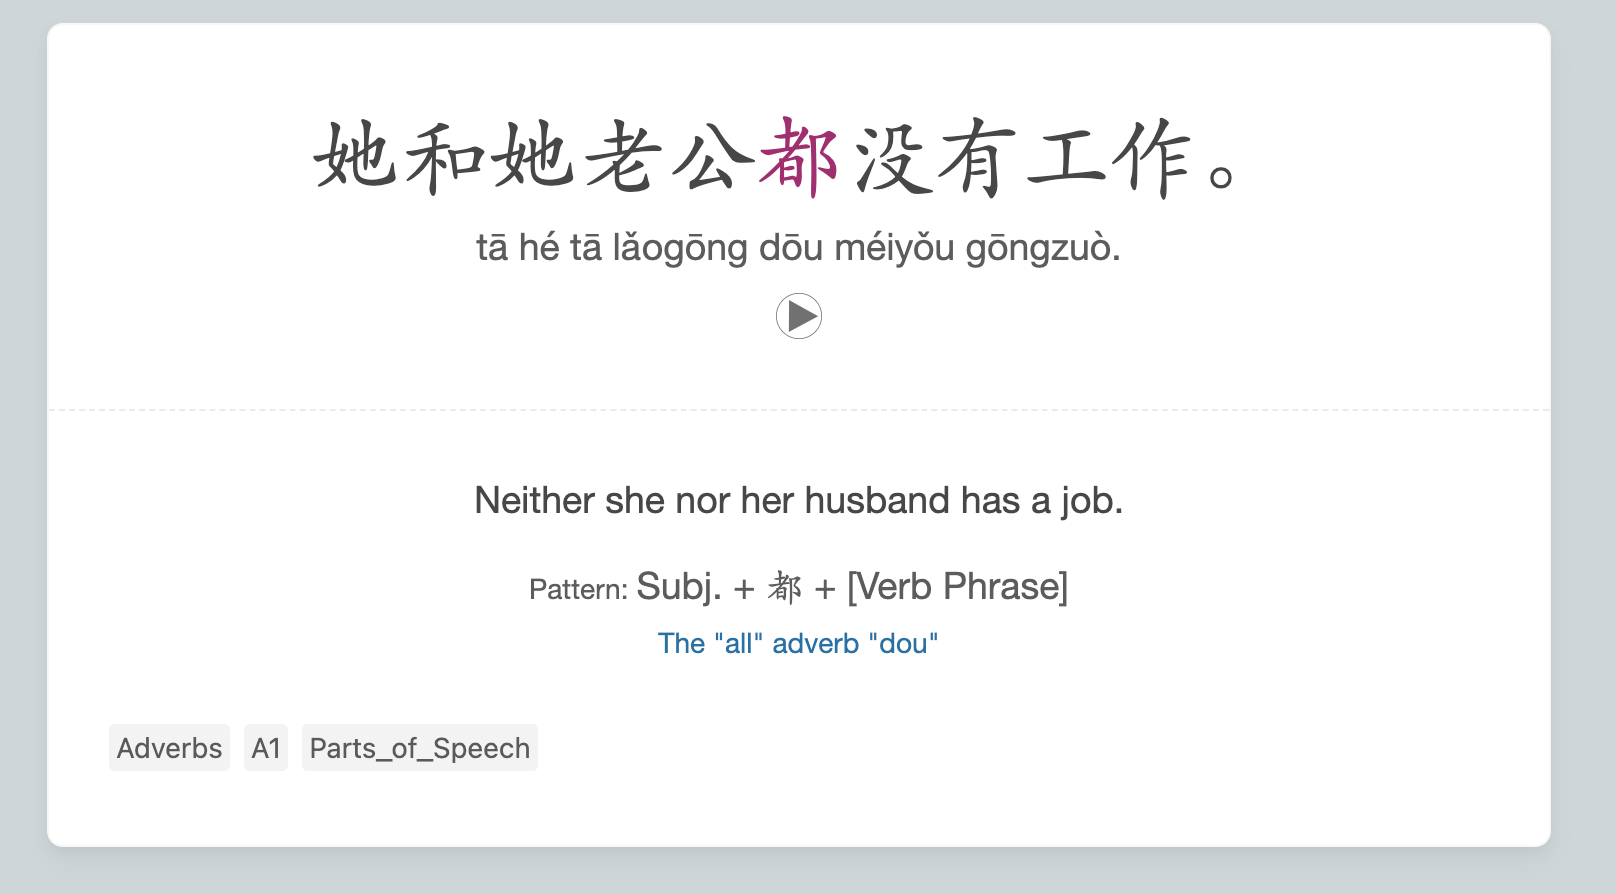 她和她老公都没有工作。
tā hé tā lǎogōng dōu méiyǒu gōngzuò.
Neither she nor her husband has a job.
Pattern: Subj. + 都 + [Verb Phrase]
The "all" adverb "dou"
Adverbs A1 Parts_of_Speech